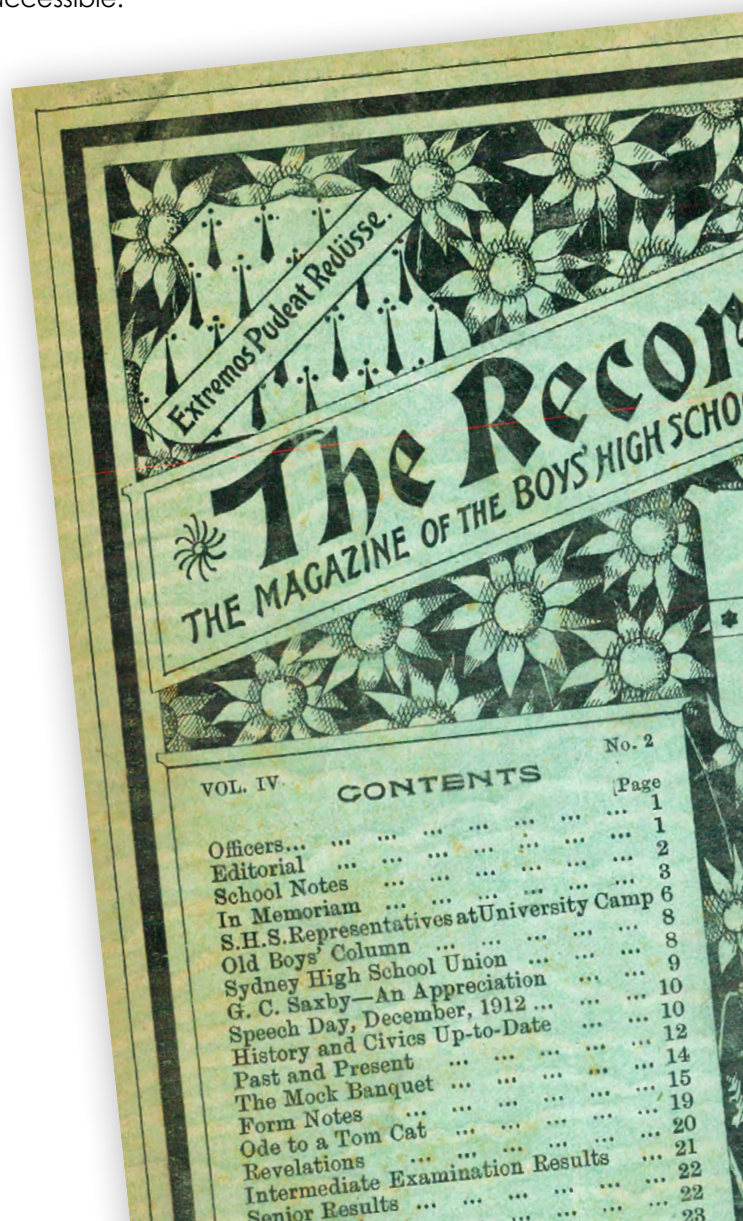 ccessible.
Extremos Pudeat Redüsse.
The Recor
THE MAGAZINE OF THE BOYS' HIGH SCHO
VOL. IV. No. 2
CONTENTS
Page
Officers... ... ... ... ... ... ... ... 1
Editorial ... ... ... ... ... ... ... 1
School Notes ... ... ... ... ... ... 2
In Memoriam ... ... ... ... ... ... 3
S.H.S. Representatives at University Camp 6
Old Boys' Column ... ... ... ... ... 8
Sydney High School Union ... ... ... 8
G. C. Saxby—An Appreciation ... ... 9
Speech Day, December, 1912 ... ... ... 10
History and Civics Up-to-Date ... ... 10
Past and Present ... ... ... ... ... 12
The Mock Banquet ... ... ... ... ... 14
Form Notes ... ... ... ... ... ... 15
Ode to a Tom Cat ... ... ... ... ... 19
Revelations ... ... ... ... ... ... 20
Intermediate Examination Results ... 21
Senior Results ... ... ... ... ... 22
... ... ... ... 22
23